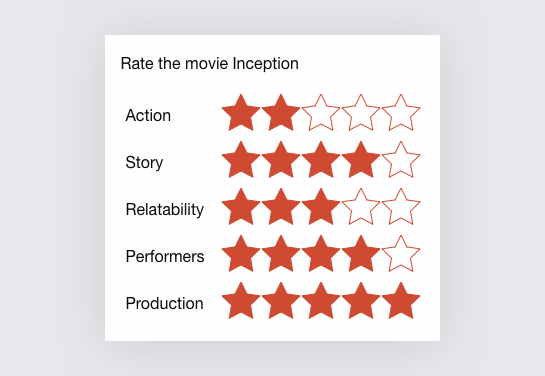 Rate the movie Inception
Action
Story
Relatability
Performers
Production